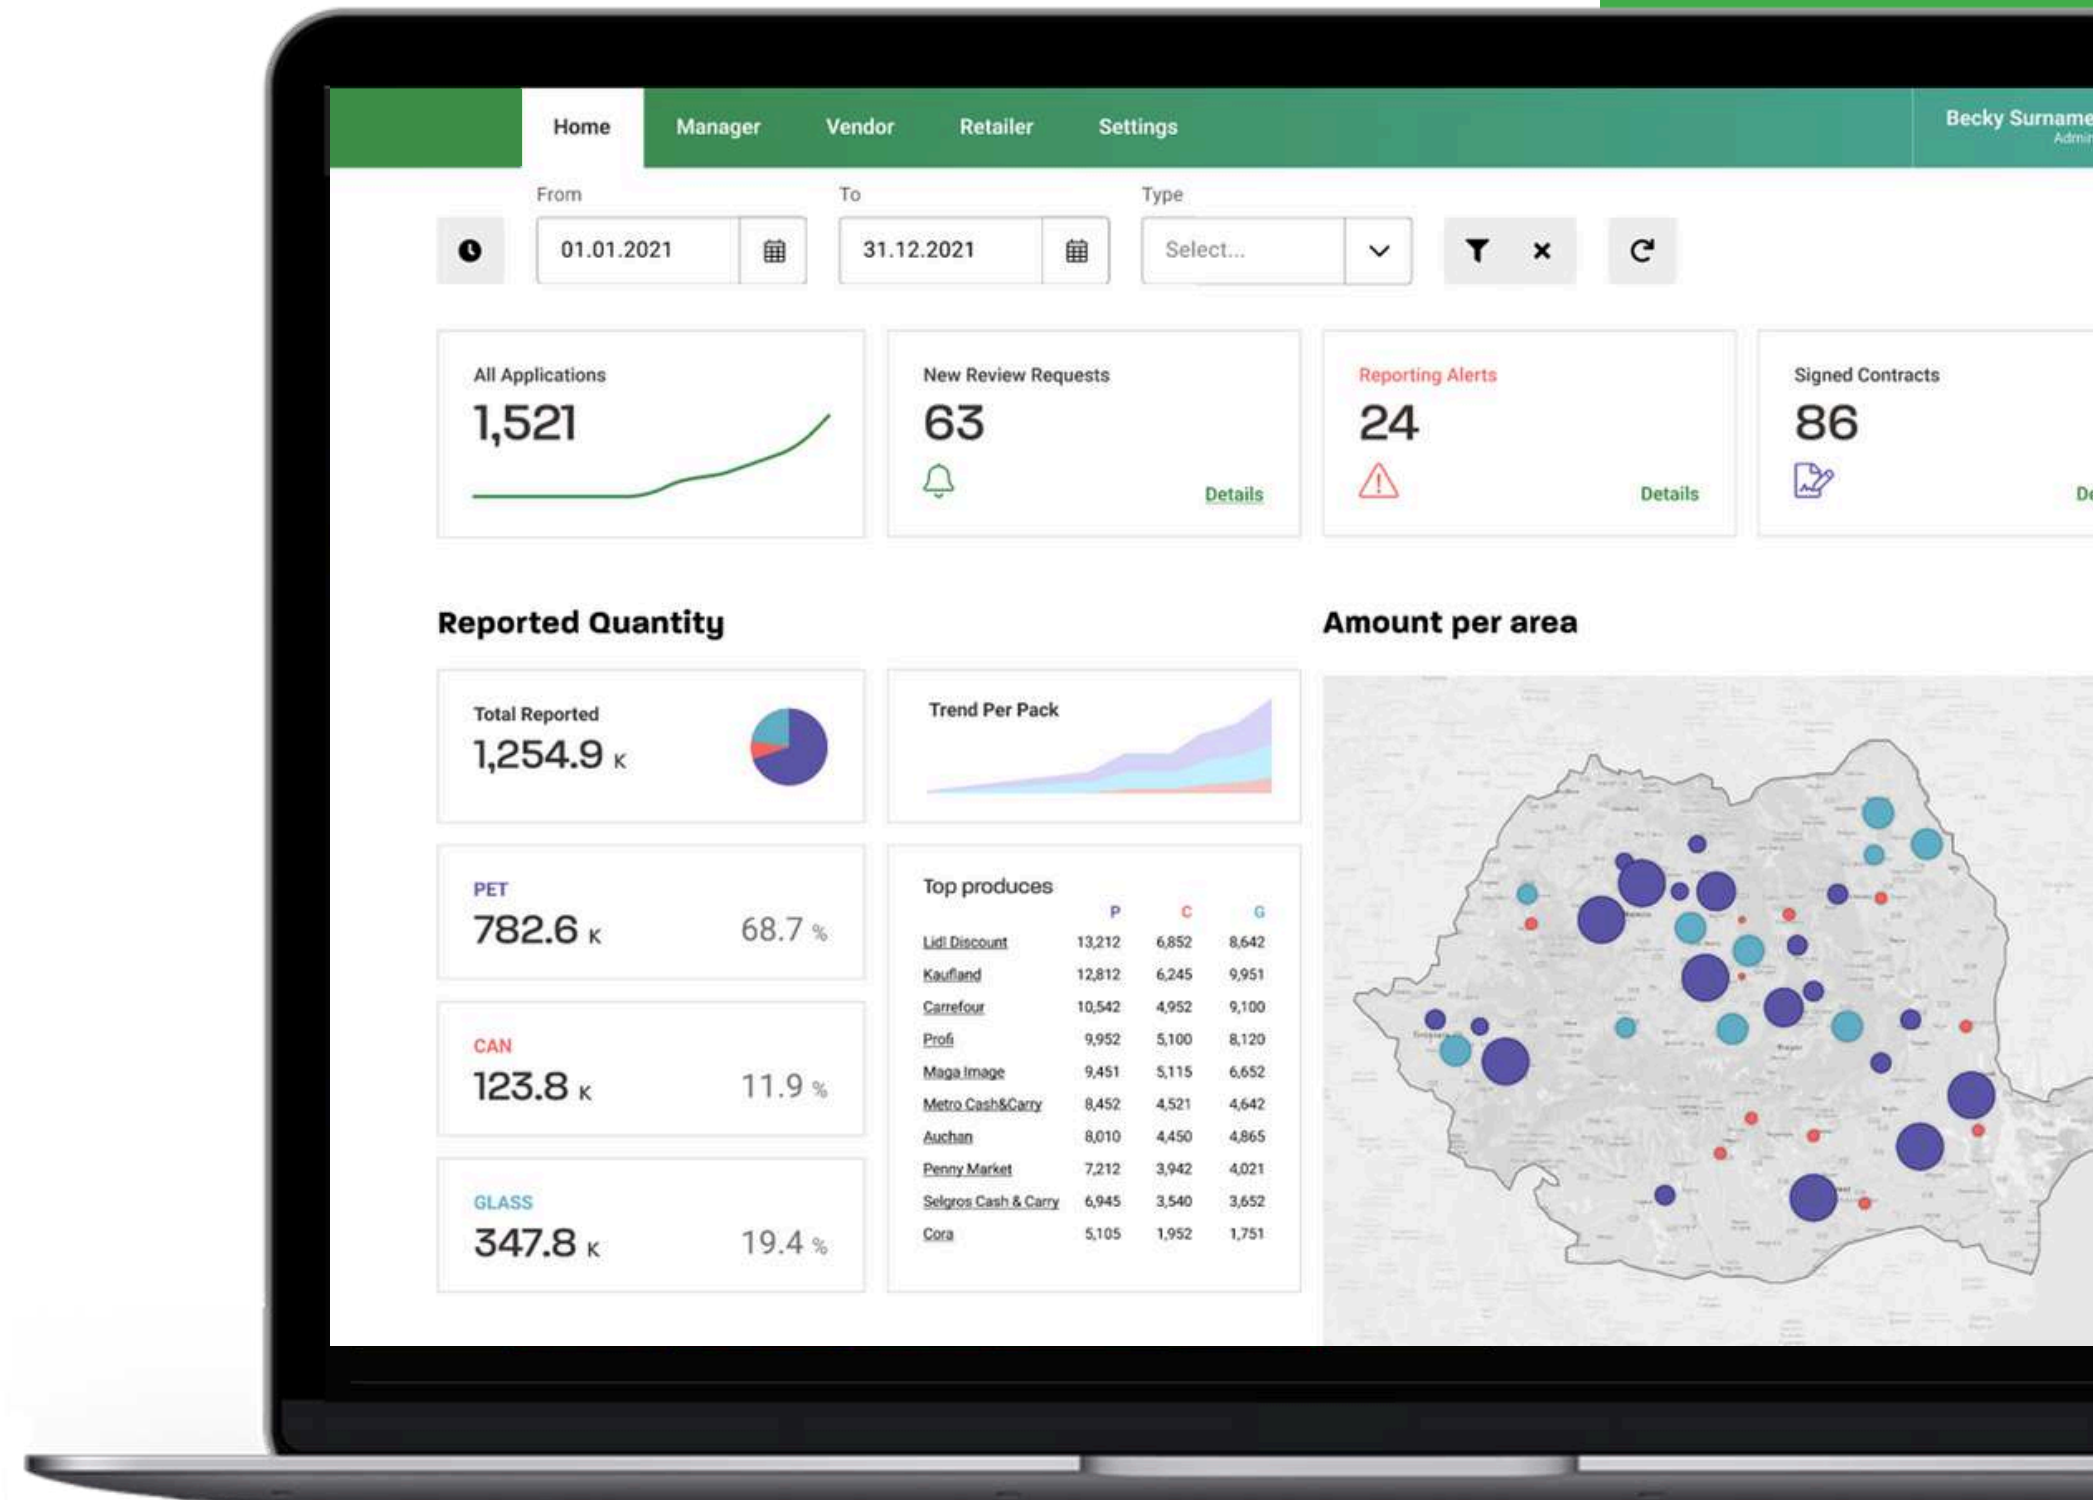 Home Manager Vendor Retailer Settings
Becky Surname
Admin
From To Type
01.01.2021 31.12.2021 Select...
All Applications
1,521
New Review Requests
63
Details
Reporting Alerts
24
Details
Signed Contracts
86
De
Reported Quantity
Total Reported
1,254.9 K
Trend Per Pack
PET
782.6 K 68.7 %
CAN
123.8 K 11.9 %
GLASS
347.8 K 19.4 %
Top produces
P C G
Lidl Discount 13,212 6,852 8,642
Kaufland 12,812 6,245 9,951
Carrefour 10,542 4,952 9,100
Profi 9,952 5,100 8,120
Maga Image 9,451 5,115 6,652
Metro Cash&Carry 8,452 4,521 4,642
Auchan 8,010 4,450 4,865
Penny Market 7,212 3,942 4,021
Selgros Cash & Carry 6,945 3,540 3,652
Cora 5,105 1,952 1,751
Amount per area